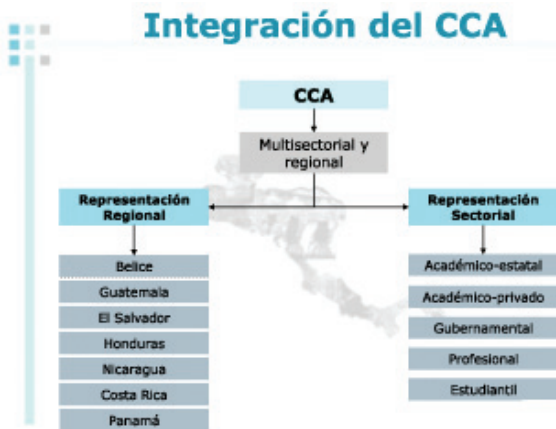 Integración del CCA
CCA
Multisectorial y
regional
Representación
Regional
Belice
Guatemala
El Salvador
Honduras
Nicaragua
Costa Rica
Panamá
Representación
Sectorial
Académico-estatal
Académico-privado
Gubernamental
Profesional
Estudiantil